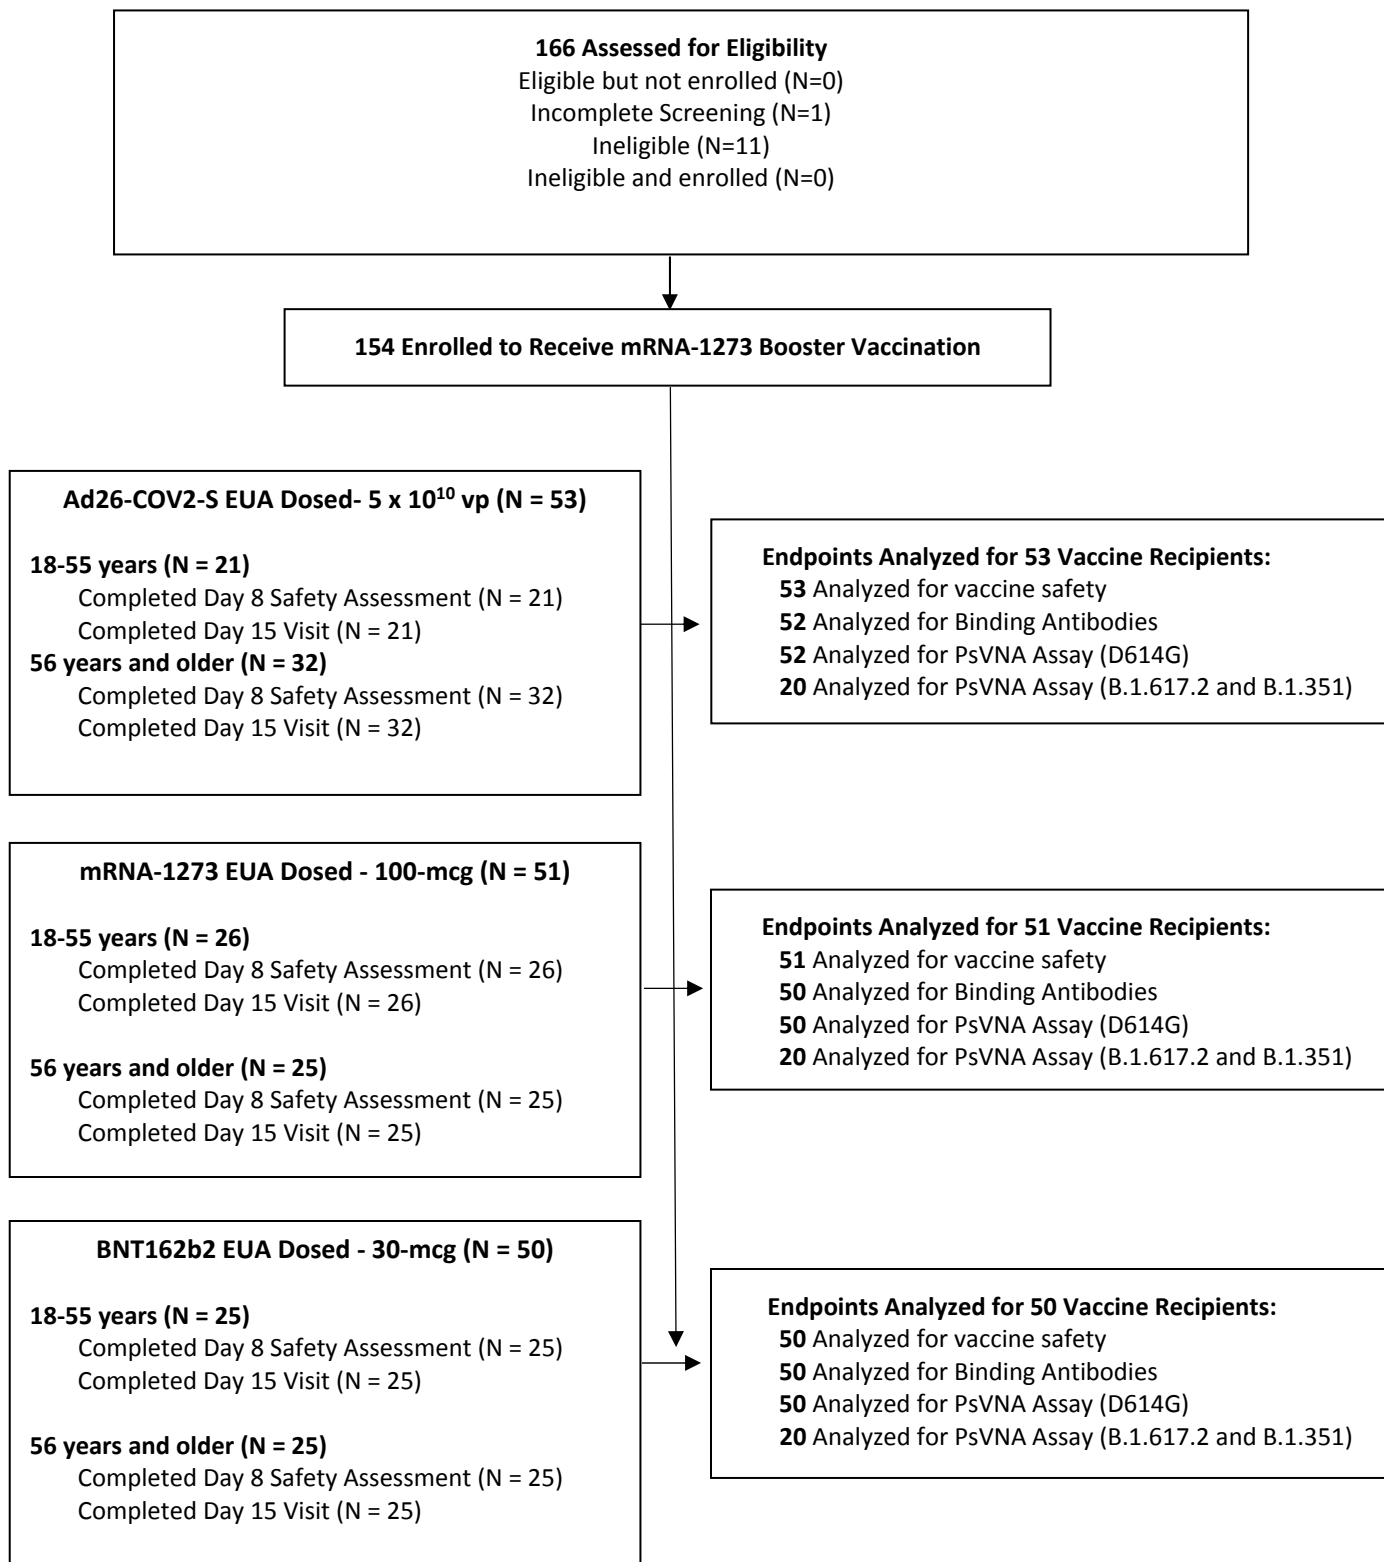 166 Assessed for Eligibility
Eligible but not enrolled (N=0)
Incomplete Screening (N=1)
Ineligible (N=11)
Ineligible and enrolled (N=0)
154 Enrolled to Receive mRNA-1273 Booster Vaccination
Ad26-COV2-S EUA Dosed- 5 x 10¹⁰ vp (N = 53)
18-55 years (N = 21)
Completed Day 8 Safety Assessment (N = 21)
Completed Day 15 Visit (N = 21)
56 years and older (N = 32)
Completed Day 8 Safety Assessment (N = 32)
Completed Day 15 Visit (N = 32)
Endpoints Analyzed for 53 Vaccine Recipients:
53 Analyzed for vaccine safety
52 Analyzed for Binding Antibodies
52 Analyzed for PsVNA Assay (D614G)
20 Analyzed for PsVNA Assay (B.1.617.2 and B.1.351)
mRNA-1273 EUA Dosed - 100-mcg (N = 51)
18-55 years (N = 26)
Completed Day 8 Safety Assessment (N = 26)
Completed Day 15 Visit (N = 26)
56 years and older (N = 25)
Completed Day 8 Safety Assessment (N = 25)
Completed Day 15 Visit (N = 25)
Endpoints Analyzed for 51 Vaccine Recipients:
51 Analyzed for vaccine safety
50 Analyzed for Binding Antibodies
50 Analyzed for PsVNA Assay (D614G)
20 Analyzed for PsVNA Assay (B.1.617.2 and B.1.351)
BNT162b2 EUA Dosed - 30-mcg (N = 50)
18-55 years (N = 25)
Completed Day 8 Safety Assessment (N = 25)
Completed Day 15 Visit (N = 25)
56 years and older (N = 25)
Completed Day 8 Safety Assessment (N = 25)
Completed Day 15 Visit (N = 25)
Endpoints Analyzed for 50 Vaccine Recipients:
50 Analyzed for vaccine safety
50 Analyzed for Binding Antibodies
50 Analyzed for PsVNA Assay (D614G)
20 Analyzed for PsVNA Assay (B.1.617.2 and B.1.351)